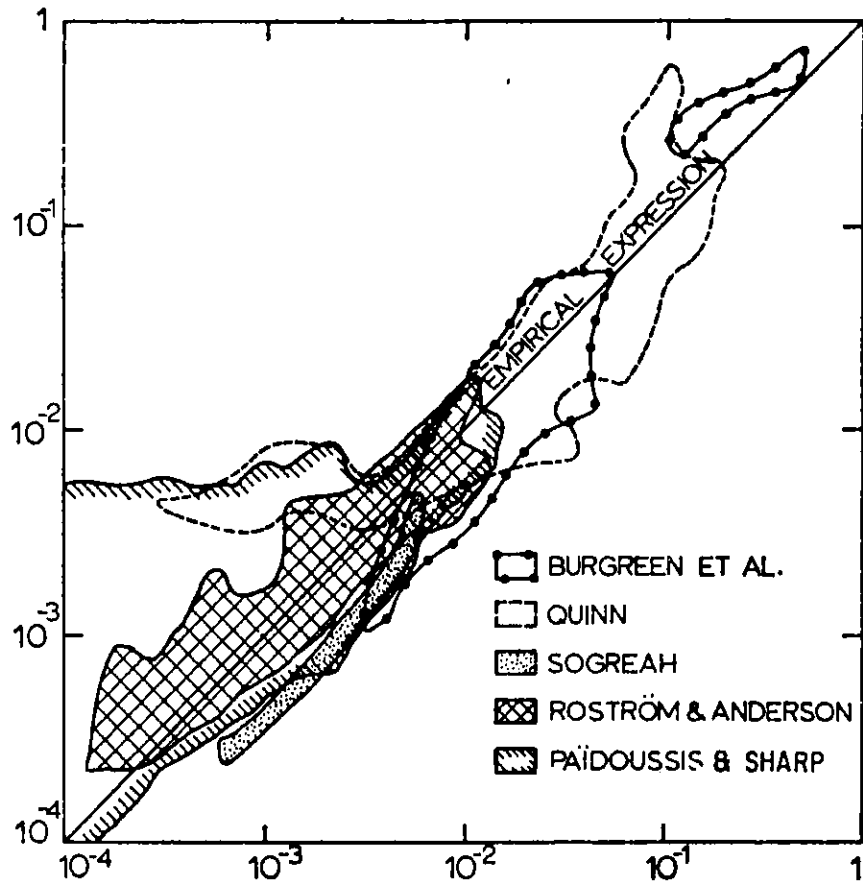 1
10⁻¹
10⁻²
10⁻³
10⁻⁴
10⁻⁴
10⁻³
10⁻²
10⁻¹
1
EMPIRICAL EXPRESSION
BURGREEN ET AL.
QUINN
SOGREAH
ROSTRÖM & ANDERSON
PAÏDOUSSIS & SHARP